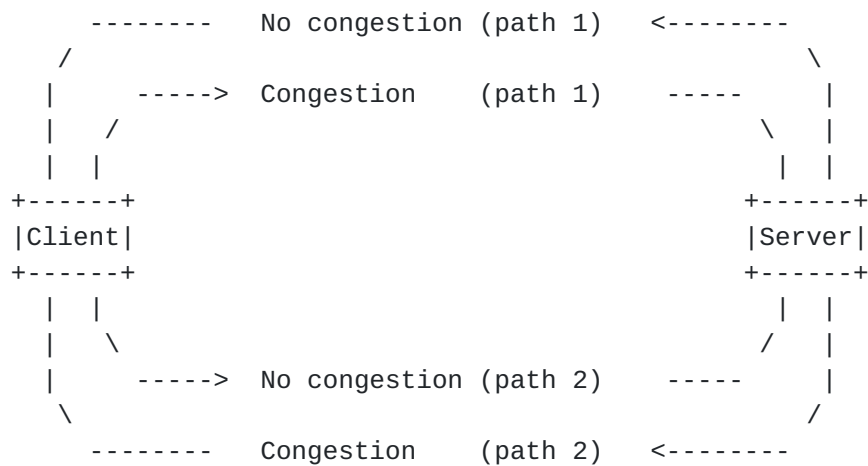 No congestion (path 1)
Congestion (path 1)
Client Server
No congestion (path 2)
Congestion (path 2)